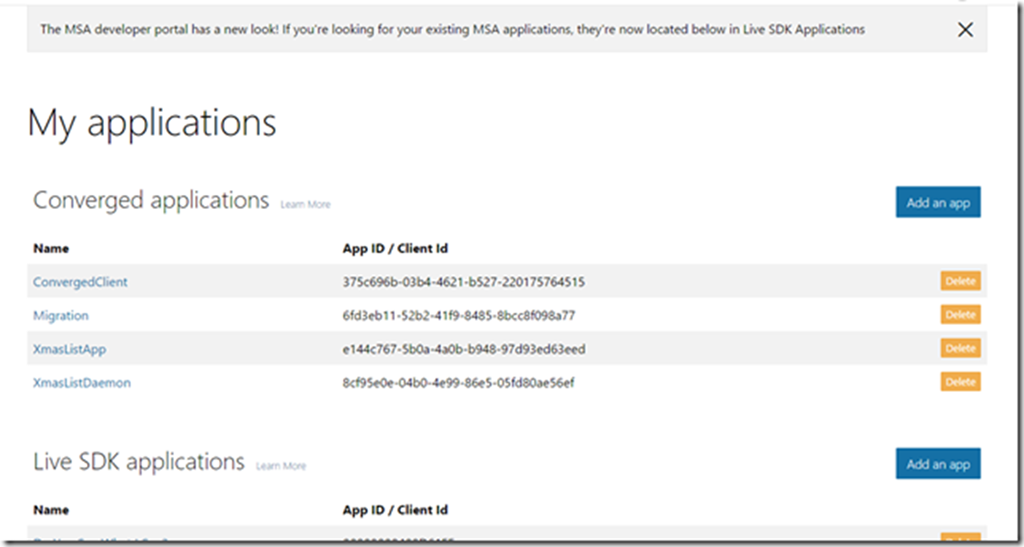 The MSA developer portal has a new look! If you're looking for your existing MSA applications, they're now located below in Live SDK Applications
My applications
Converged applications Learn More Add an app
Name App ID / Client Id
ConvergedClient 375c696b-03b4-4621-b527-220175764515 Delete
Migration 6fd3eb11-52b2-41f9-8485-8bcc8f098a77 Delete
XmasListApp e144c767-5b0a-4a0b-b948-97d93ed63eed Delete
XmasListDaemon 8cf95e0e-04b0-4e99-86e5-05fd80ae56ef Delete
Live SDK applications Learn More Add an app
Name App ID / Client Id